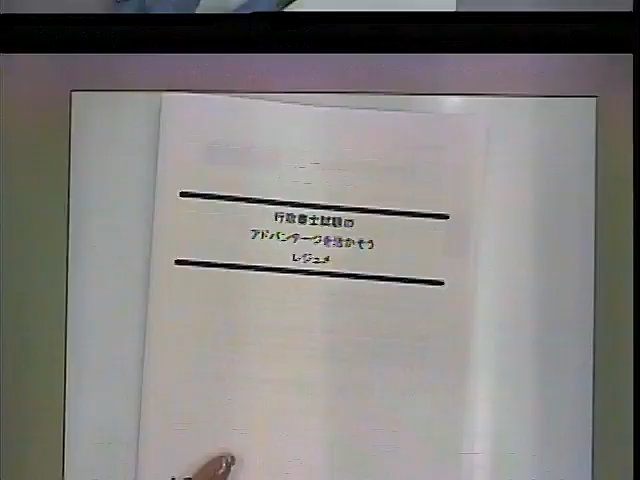 行政書士試験の
アドバンテージを活かそう
レジュメ